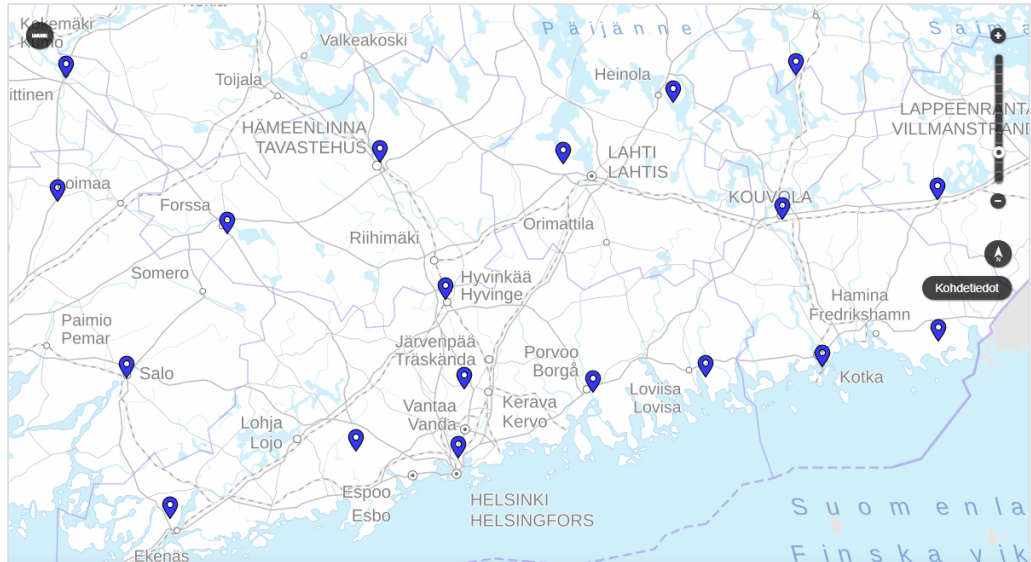 Kokemäki
Kumo
Valkeakoski
Päijänne
Saima
Toijala
Heinola
ittinen
LAPPEENRANTA
VILLMANSTRAND
HÄMEENLINNA
TAVASTEHUS
LAHTI
LAHTIS
oimaa
KOUVOLA
Forssa
Orimattila
Riihimäki
Somero
Hyvinkää
Hyvinge
Kohdetiedot
Hamina
Fredrikshamn
Paimio
Pemar
Järvenpää
Träskända
Porvoo
Borgå
Salo
Kotka
Loviisa
Lovisa
Vantaa
Vanda
Kerava
Kervo
Lohja
Lojo
Espoo
Esbo
HELSINKI
HELSINGFORS
Suomenla
Finska vik
Ekenäs
N